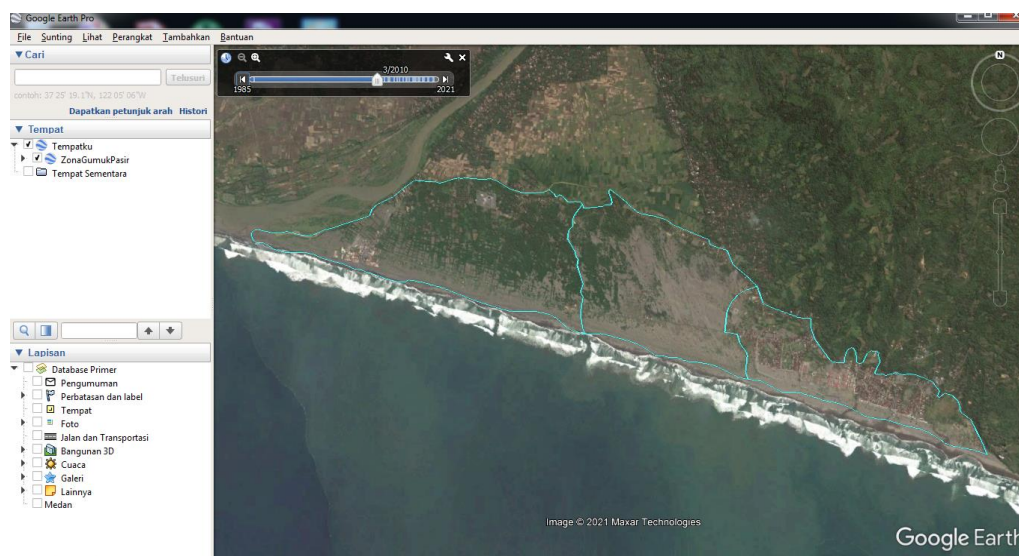 Google Earth Pro
File Sunting Lihat Perangkat Tambahkan Bantuan
Cari
Telusuri
contoh: 37 25' 19.1"N, 122 05' 06"W
Dapatkan petunjuk arah Histori
Tempat
Tempatku
ZonaGumukPasir
Tempat Sementara
Lapisan
Database Primer
Pengumuman
Perbatasan dan label
Tempat
Foto
Jalan dan Transportasi
Bangunan 3D
Cuaca
Galeri
Lainnya
Medan
3/2010
1985 2021
N
Image © 2021 Maxar Technologies
Google Earth